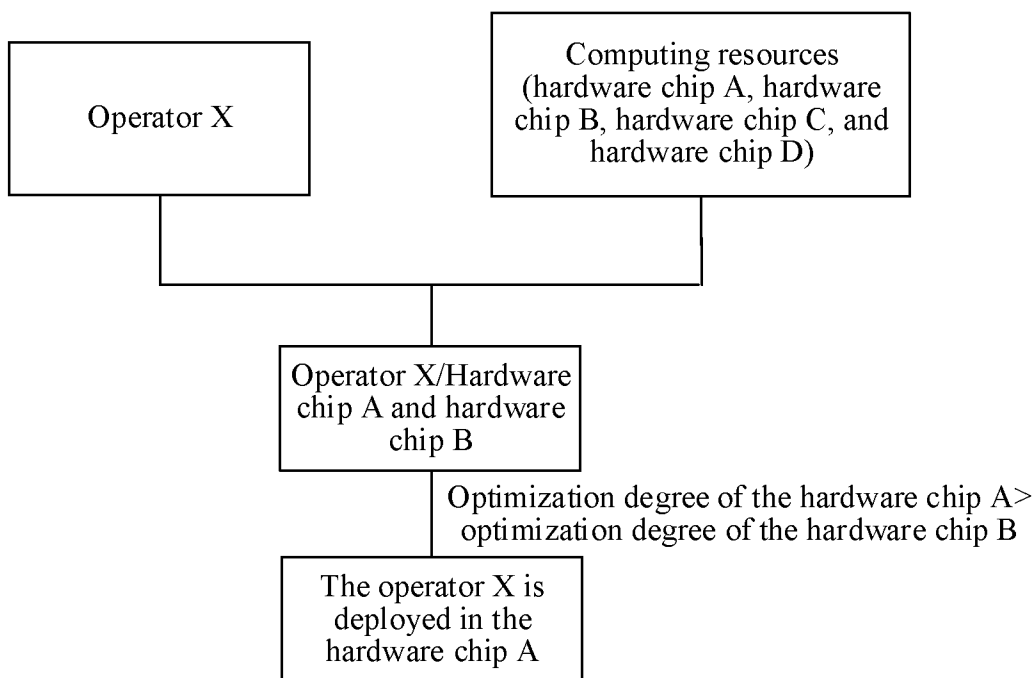 Operator X
Computing resources
(hardware chip A, hardware
chip B, hardware chip C, and
hardware chip D)
Operator X/Hardware
chip A and hardware
chip B
Optimization degree of the hardware chip A>
optimization degree of the hardware chip B
The operator X is
deployed in the
hardware chip A